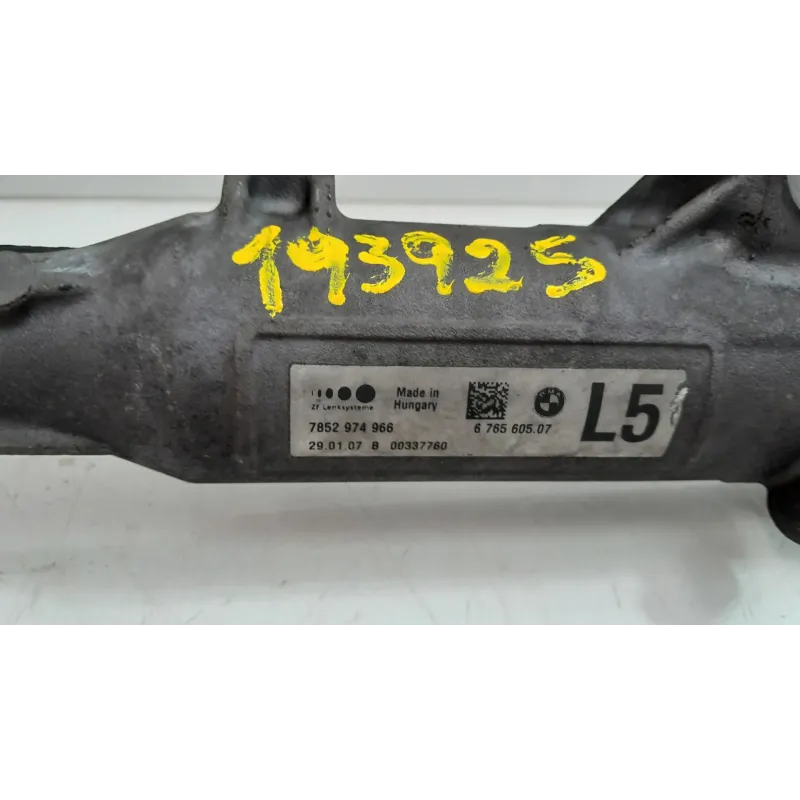 193925
Made in
Hungary
ZF Lenksysteme
7852 974 966
6 765 605.07
L5
29.01.07 B 00337760